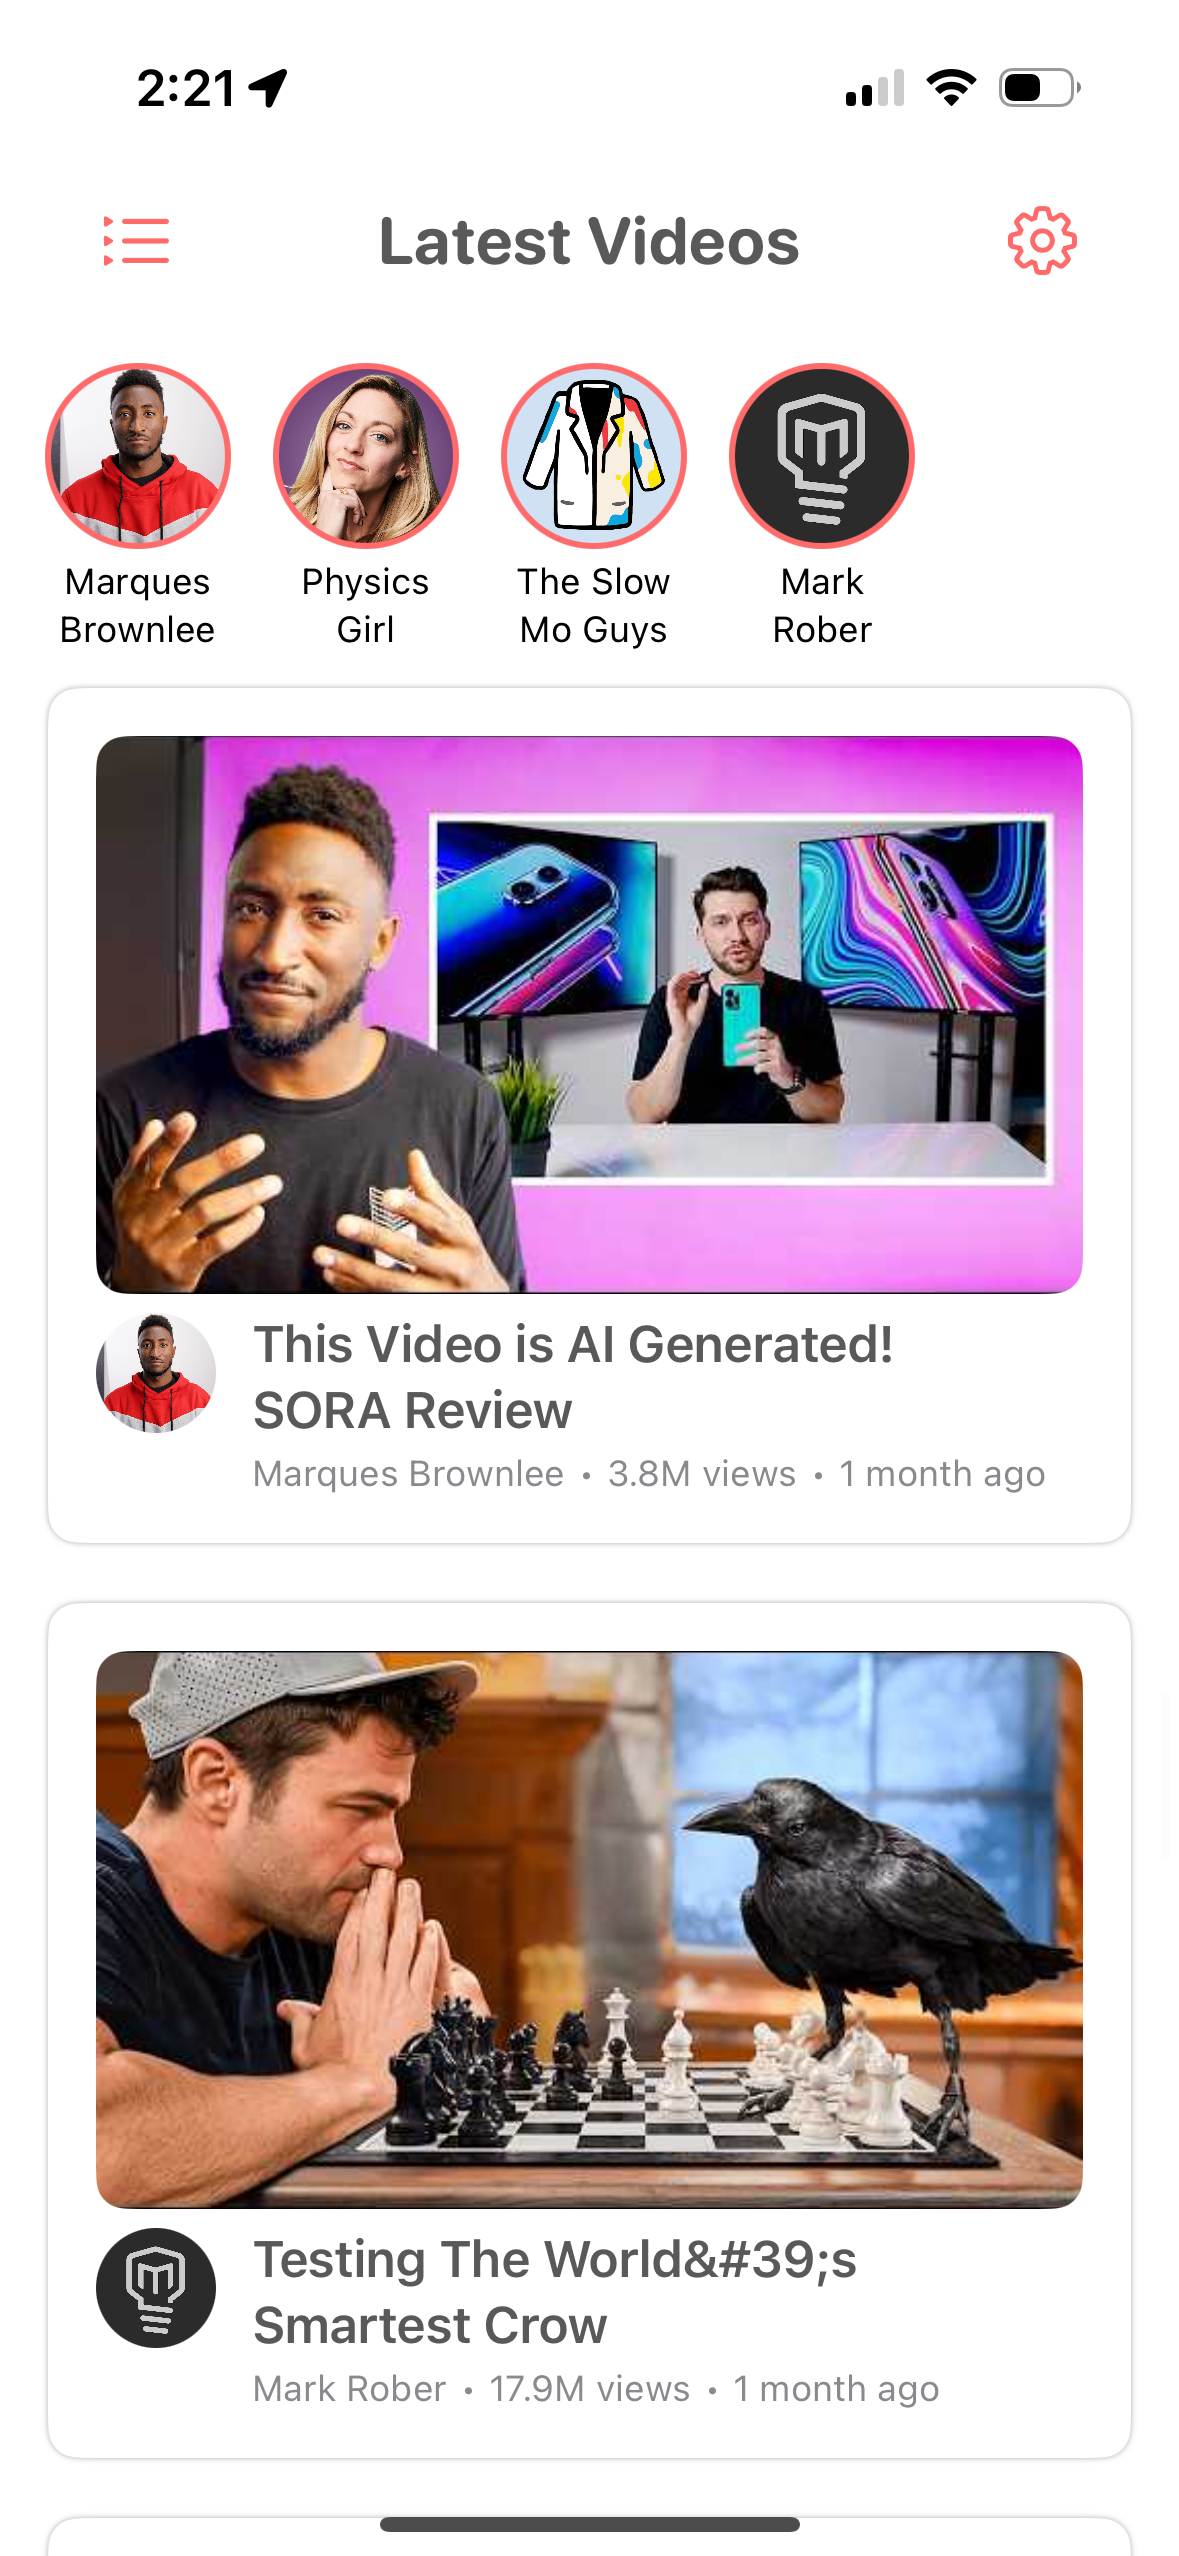 2:21
Latest Videos
Marques
Brownlee
Physics
Girl
The Slow
Mo Guys
Mark
Rober
This Video is AI Generated!
SORA Review
Marques Brownlee • 3.8M views • 1 month ago
Testing The World&#39;s
Smartest Crow
Mark Rober • 17.9M views • 1 month ago